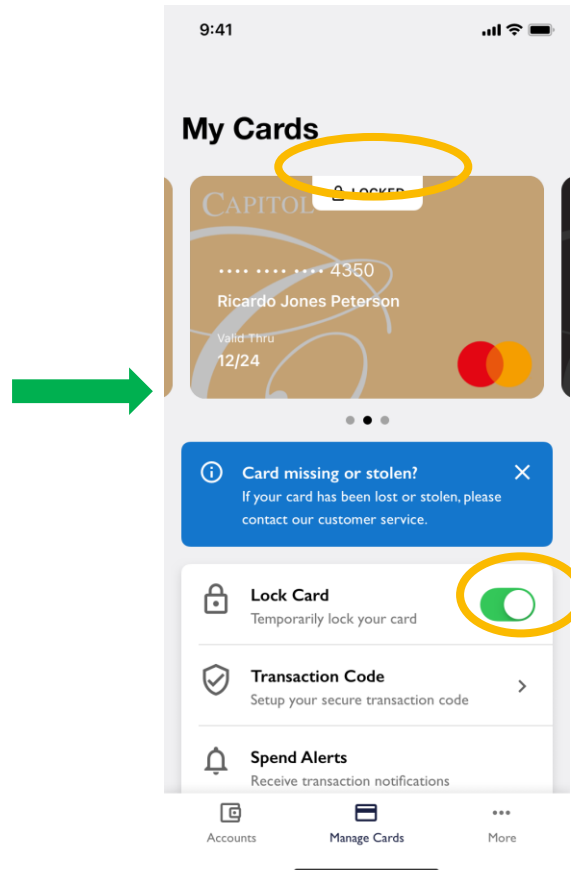 9:41
My Cards
LOCKED
CAPITOL
•••• •••• •••• 4350
Ricardo Jones Peterson
Valid Thru
12/24
Card missing or stolen?
If your card has been lost or stolen, please
contact our customer service.
Lock Card
Temporarily lock your card
Transaction Code
Setup your secure transaction code
Spend Alerts
Receive transaction notifications
Accounts
Manage Cards
More